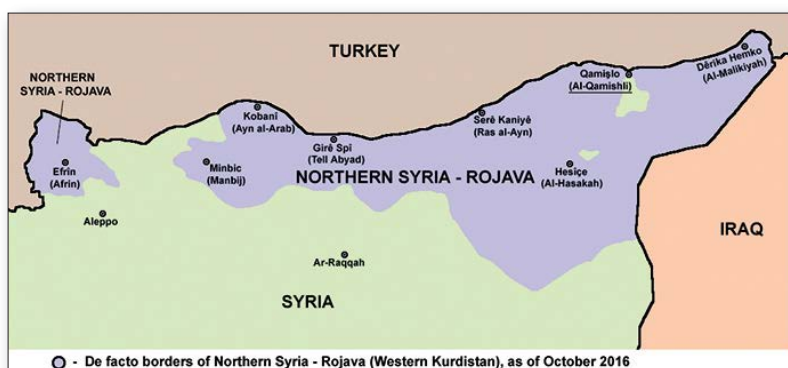 TURKEY
NORTHERN
SYRIA - ROJAVA
Efrîn
(Afrin)
Aleppo
Kobanî
(Ayn al-Arab)
Minbic
(Manbij)
Girê Spî
(Tell Abyad)
Serê Kaniyê
(Ras al-Ayn)
Qamişlo
(Al-Qamishli)
Dêrika Hemko
(Al-Malikiyah)
Hesîçe
(Al-Hasakah)
NORTHERN SYRIA - ROJAVA
Ar-Raqqah
SYRIA
IRAQ
- De facto borders of Northern Syria - Rojava (Western Kurdistan), as of October 2016